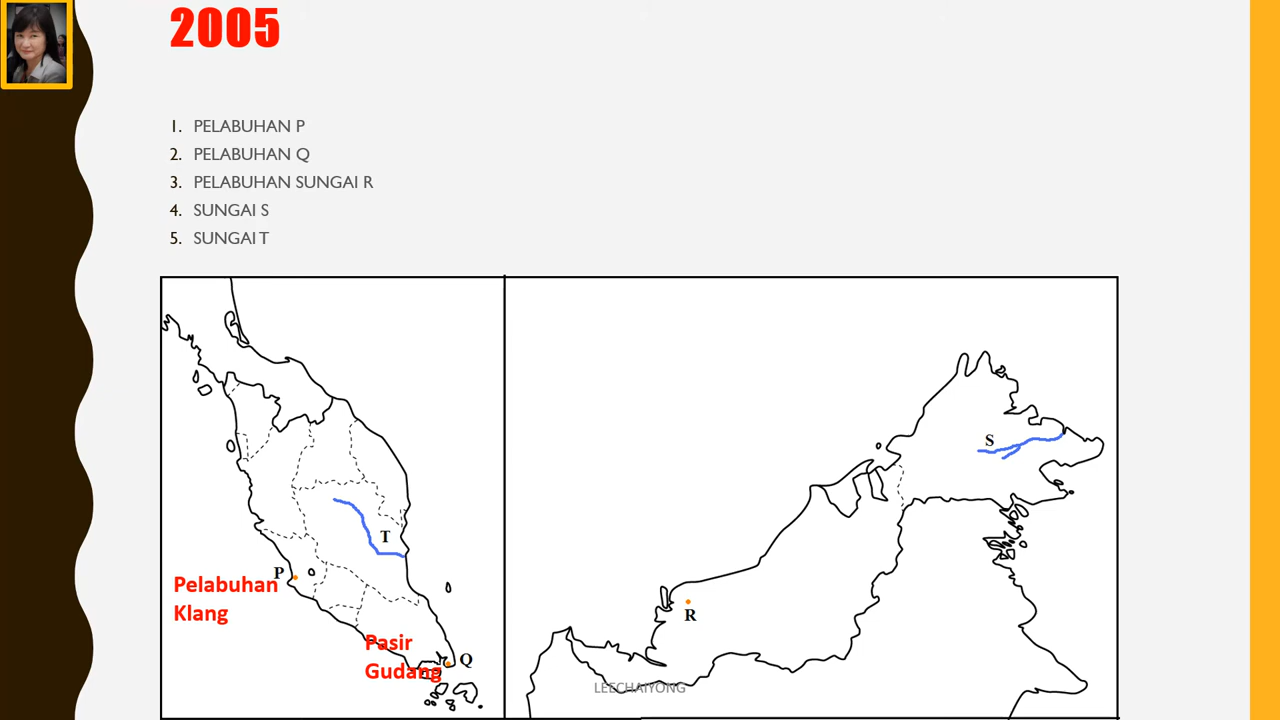 2005
1. PELABUHAN P
2. PELABUHAN Q
3. PELABUHAN SUNGAI R
4. SUNGAI S
5. SUNGAI T
S
T
P
Pelabuhan
Klang
R
Pasir
Gudang
Q
LEECHAIYONG